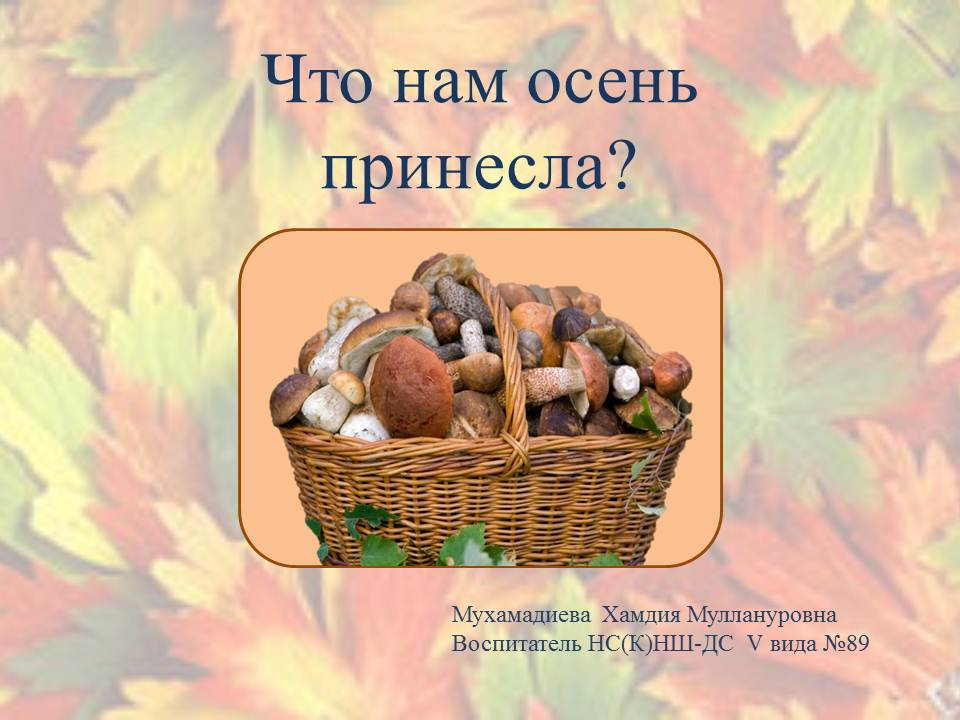 Что нам осень
принесла?
Мухамадиева  Хамдия Муллануровна
Воспитатель НС(К)НШ-ДС  V вида №89